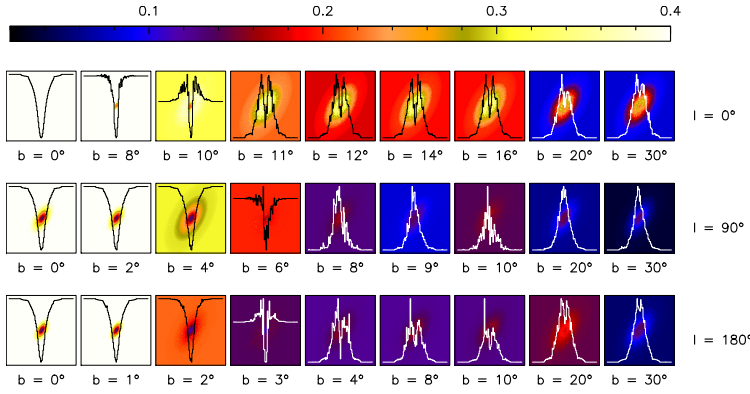 0.1 0.2 0.3 0.4
l = 0°
b = 0° b = 8° b = 10° b = 11° b = 12° b = 14° b = 16° b = 20° b = 30°
l = 90°
b = 0° b = 2° b = 4° b = 6° b = 8° b = 9° b = 10° b = 20° b = 30°
l = 180°
b = 0° b = 1° b = 2° b = 3° b = 4° b = 8° b = 10° b = 20° b = 30°